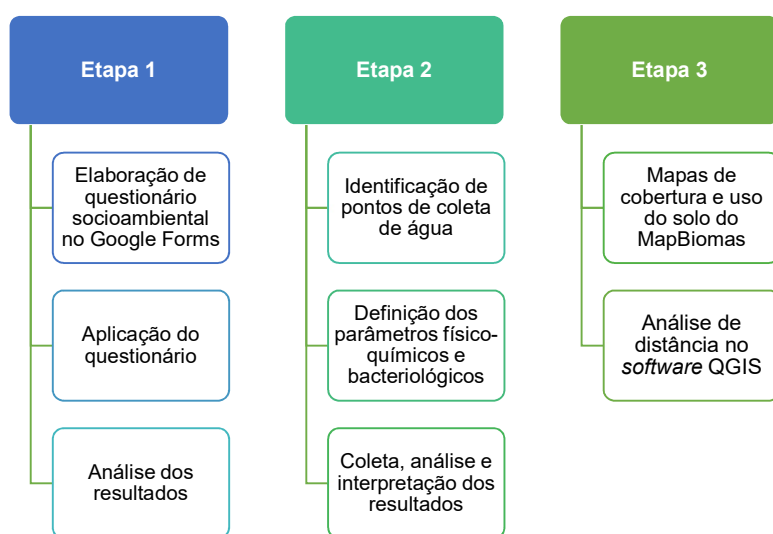 Etapa 1
Elaboração de
questionário
socioambiental
no Google Forms
Aplicação do
questionário
Análise dos
resultados
Etapa 2
Identificação de
pontos de coleta
de água
Definição dos
parâmetros físico-
químicos e
bacteriológicos
Coleta, análise e
interpretação dos
resultados
Etapa 3
Mapas de
cobertura e uso
do solo do
MapBiomas
Análise de
distância no
software QGIS